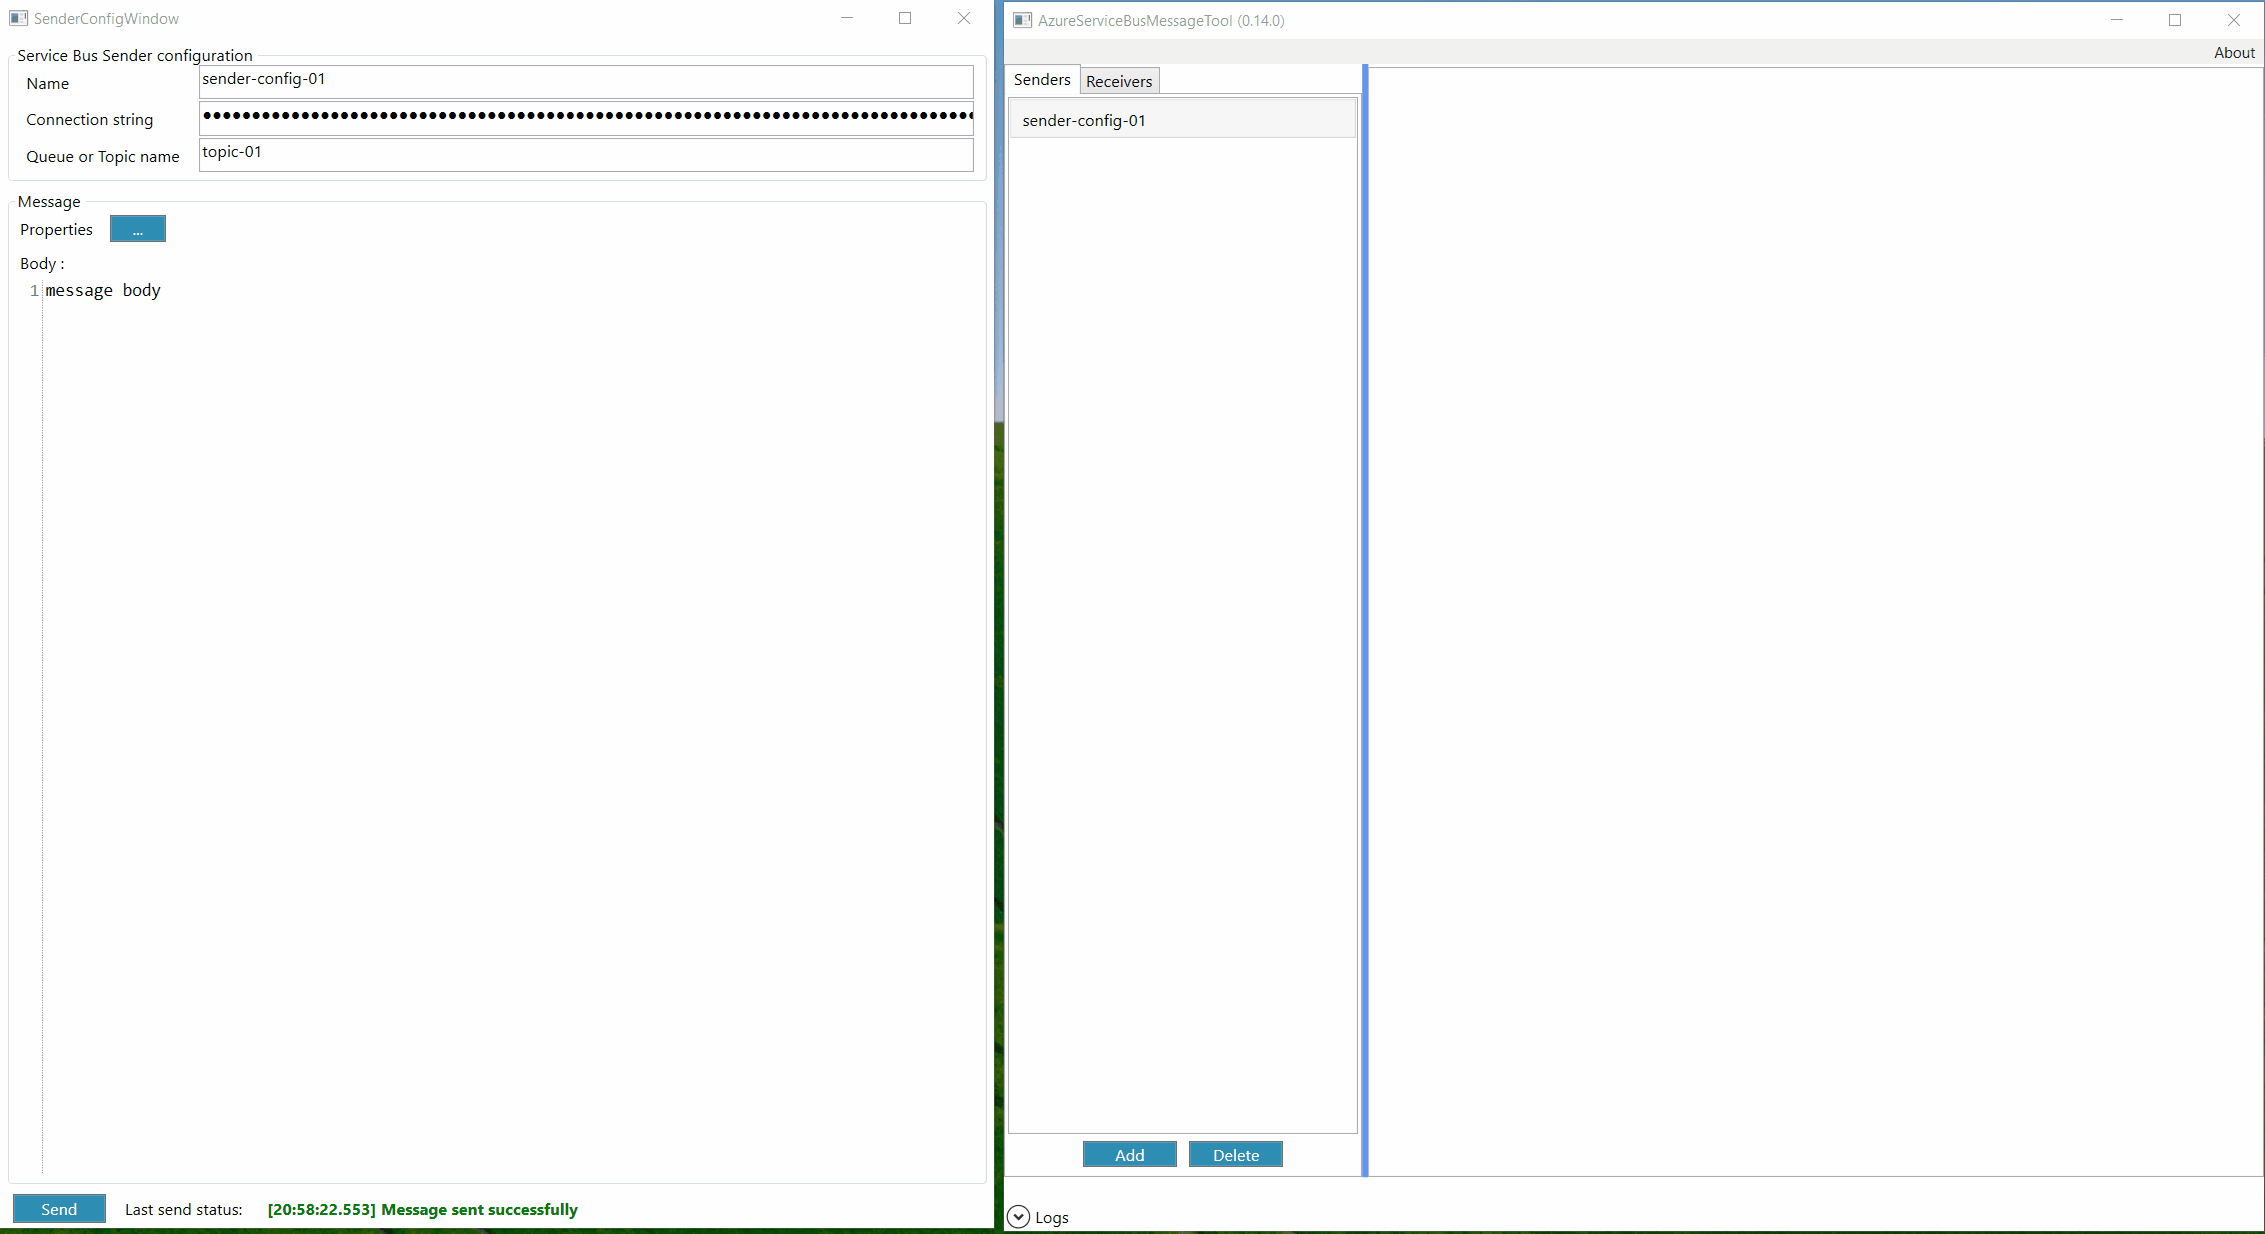 SenderConfigWindow
Service Bus Sender configuration
Name
sender-config-01
Connection string
●●●●●●●●●●●●●●●●●●●●●●●●●●●●●●●●●●●●●●●●●●●●●●●●●●●●●●●●●●●●●●●●●●●●●●●●●●●●●●●
Queue or Topic name
topic-01
Message
Properties
...
Body :
1 message body
Send
Last send status: [20:58:22.553] Message sent successfully
AzureServiceBusMessageTool (0.14.0)
About
Senders
Receivers
sender-config-01
Add
Delete
Logs